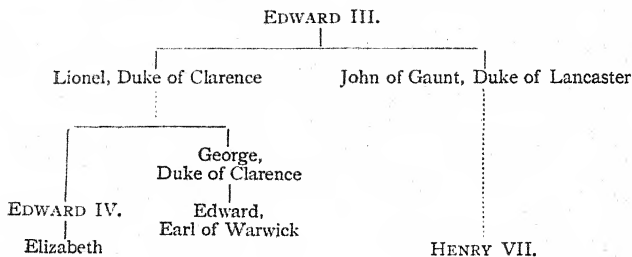 EDWARD III.
Lionel, Duke of Clarence
John of Gaunt, Duke of Lancaster
George,
Duke of Clarence
EDWARD IV.
Edward,
Earl of Warwick
Elizabeth
HENRY VII.